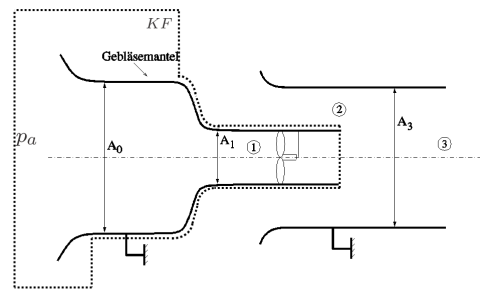 KF
Gebläsemantel
p_a
A_0
A_1
①
②
A_3
③